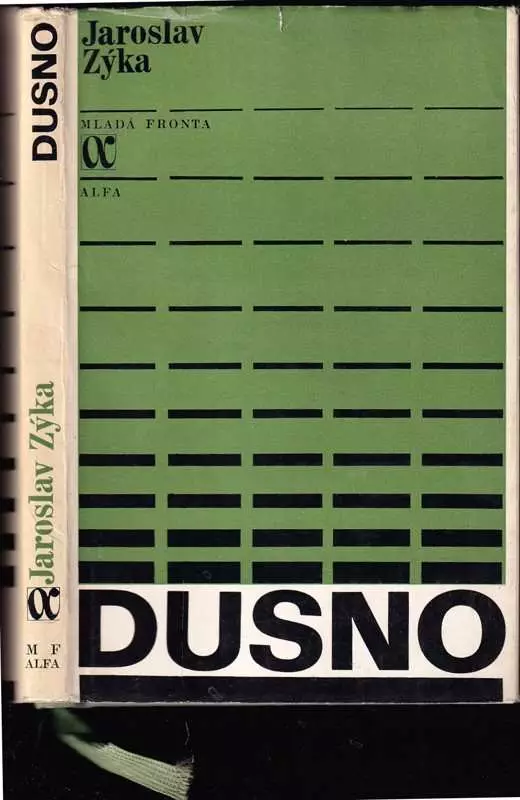 Jaroslav
Zýka
MLADÁ FRONTA
α
ALFA
DUSNO
DUSNO
Jaroslav Zýka
α
M F
ALFA